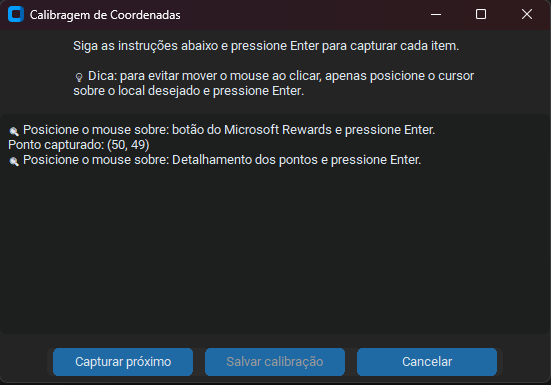 Calibragem de Coordenadas
Siga as instruções abaixo e pressione Enter para capturar cada item.
💡 Dica: para evitar mover o mouse ao clicar, apenas posicione o cursor
sobre o local desejado e pressione Enter.
🔍 Posicione o mouse sobre: botão do Microsoft Rewards e pressione Enter.
Ponto capturado: (50, 49)
🔍 Posicione o mouse sobre: Detalhamento dos pontos e pressione Enter.
Capturar próximo
Salvar calibração
Cancelar